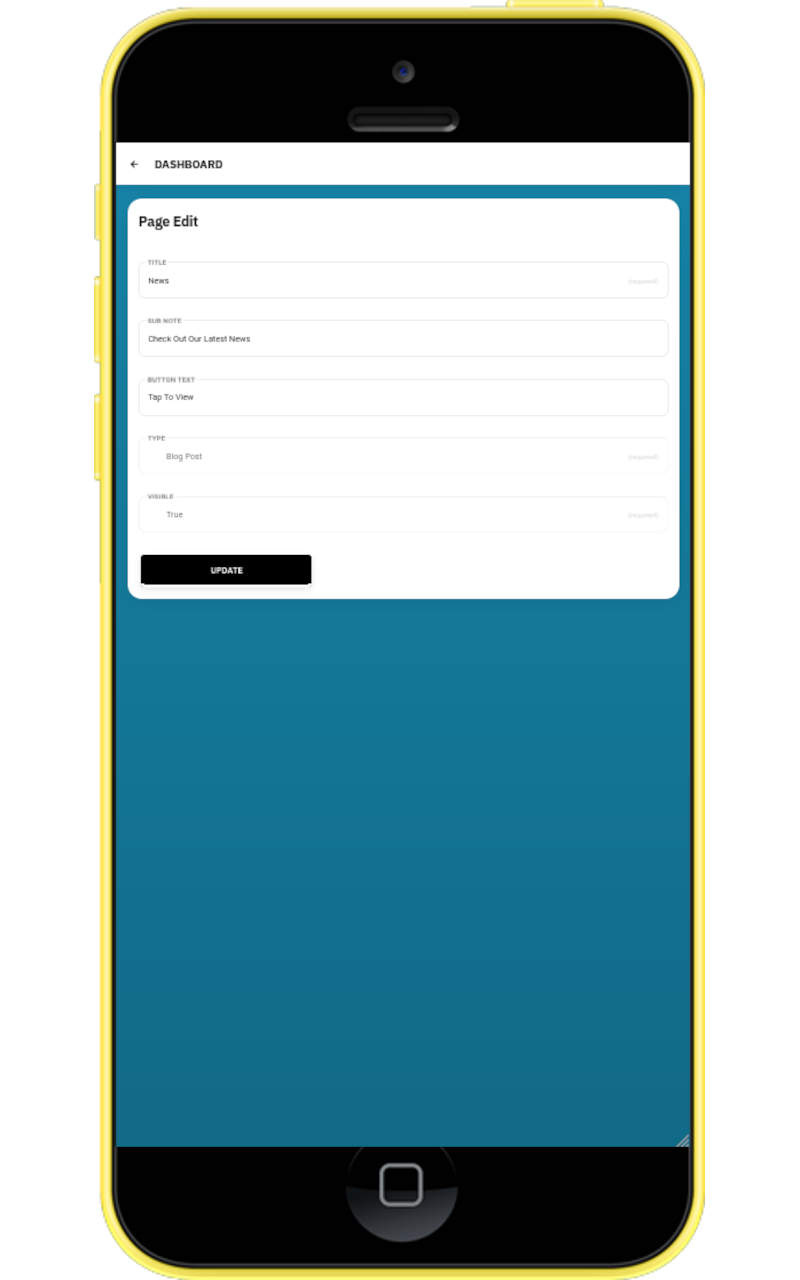 DASHBOARD
Page Edit
TITLE
News (required)
SUB NOTE
Check Out Our Latest News
BUTTON TEXT
Tap To View
TYPE
Blog Post (required)
VISIBLE
True (required)
UPDATE